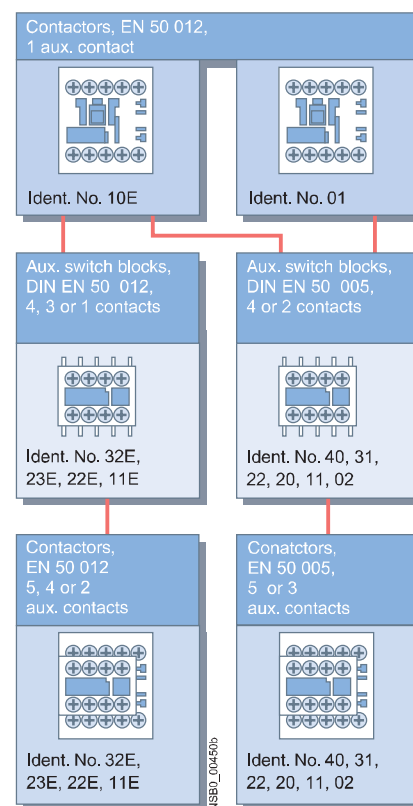 Contactors, EN 50 012,
1 aux. contact
Ident. No. 10E
Ident. No. 01
Aux. switch blocks,
DIN EN 50 012,
4, 3 or 1 contacts
Aux. switch blocks,
DIN EN 50 005,
4 or 2 contacts
Ident. No. 32E,
23E, 22E, 11E
Ident. No. 40, 31,
22, 20, 11, 02
Contactors,
EN 50 012
5, 4 or 2
aux. contacts
Conatctors,
EN 50 005,
5 or 3
aux. contacts
Ident. No. 32E,
23E, 22E, 11E
Ident. No. 40, 31,
22, 20, 11, 02
NSB0_00450b